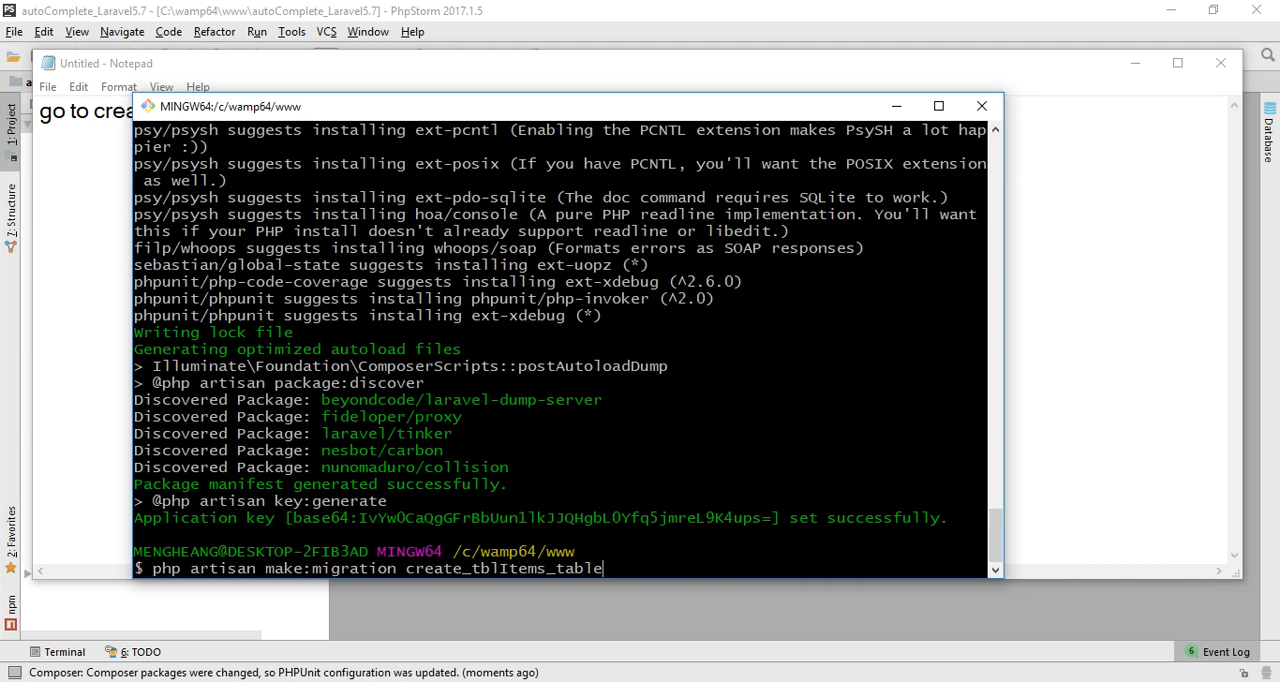 autoComplete_Laravel5.7 - [C:\wamp64\www\autoComplete_Laravel5.7] - PhpStorm 2017.1.5
File Edit View Navigate Code Refactor Run Tools VCS Window Help
Untitled - Notepad
File Edit Format View Help
go to crea
MINGW64:/c/wamp64/www
psy/psysh suggests installing ext-pcntl (Enabling the PCNTL extension makes PsySH a lot hap
pier :))
psy/psysh suggests installing ext-posix (If you have PCNTL, you'll want the POSIX extension
as well.)
psy/psysh suggests installing ext-pdo-sqlite (The doc command requires SQLite to work.)
psy/psysh suggests installing hoa/console (A pure PHP readline implementation. You'll want
this if your PHP install doesn't already support readline or libedit.)
filp/whoops suggests installing whoops/soap (Formats errors as SOAP responses)
sebastian/global-state suggests installing ext-uopz (*)
phpunit/php-code-coverage suggests installing ext-xdebug (^2.6.0)
phpunit/phpunit suggests installing phpunit/php-invoker (^2.0)
phpunit/phpunit suggests installing ext-xdebug (*)
Writing lock file
Generating optimized autoload files
> Illuminate\Foundation\ComposerScripts::postAutoloadDump
> @php artisan package:discover
Discovered Package: beyondcode/laravel-dump-server
Discovered Package: fideloper/proxy
Discovered Package: laravel/tinker
Discovered Package: nesbot/carbon
Discovered Package: nunomaduro/collision
Package manifest generated successfully.
> @php artisan key:generate
Application key [base64:IvYwOCaQgGFrBbUun1lkJJQHgbL0Yfq5jmreL9K4ups=] set successfully.
MENGHEANG@DESKTOP-2FIB3AD MINGW64 /c/wamp64/www
$ php artisan make:migration create_tblItems_table
1: Project
7: Structure
2: Favorites
npm
Database
Terminal
6: TODO
6 Event Log
Composer: Composer packages were changed, so PHPUnit configuration was updated. (moments ago)